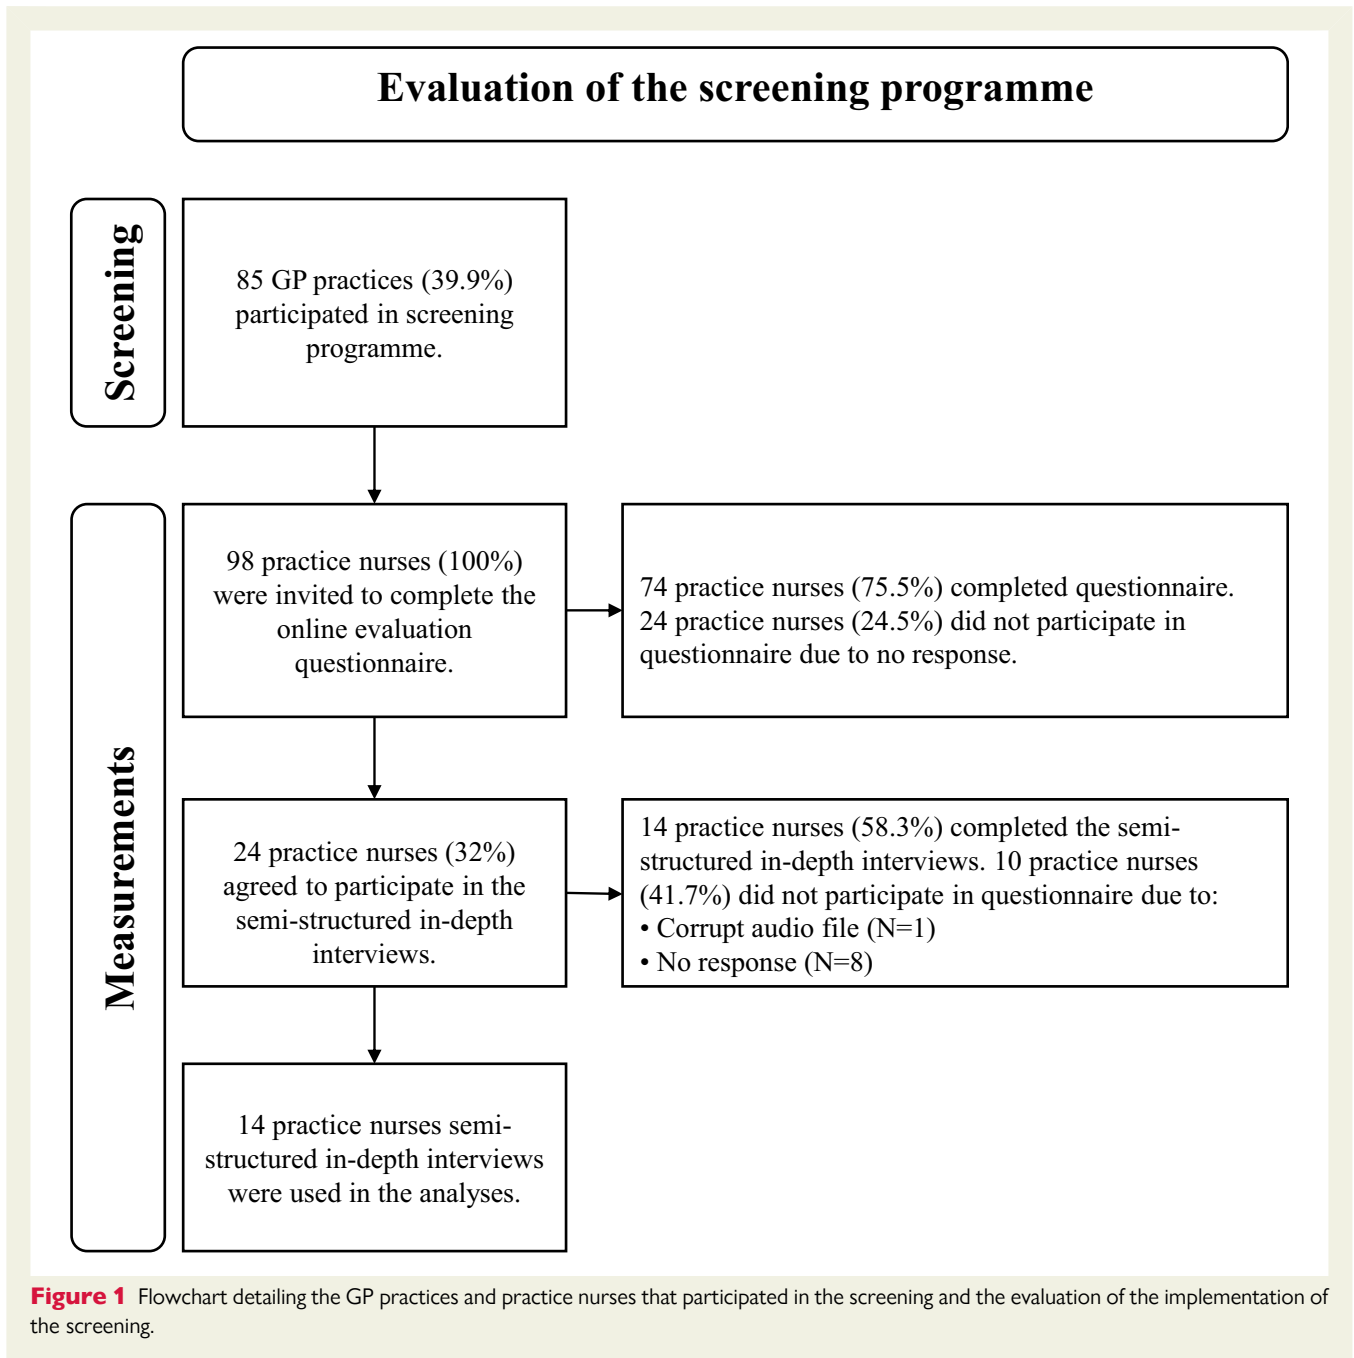 Evaluation of the screening programme
Screening
85 GP practices (39.9%)
participated in screening
programme.
Measurements
98 practice nurses (100%)
were invited to complete the
online evaluation
questionnaire.
74 practice nurses (75.5%) completed questionnaire.
24 practice nurses (24.5%) did not participate in
questionnaire due to no response.
24 practice nurses (32%)
agreed to participate in the
semi-structured in-depth
interviews.
14 practice nurses (58.3%) completed the semi-
structured in-depth interviews. 10 practice nurses
(41.7%) did not participate in questionnaire due to:
• Corrupt audio file (N=1)
• No response (N=8)
14 practice nurses semi-
structured in-depth interviews
were used in the analyses.
Figure 1 Flowchart detailing the GP practices and practice nurses that participated in the screening and the evaluation of the implementation of
the screening.